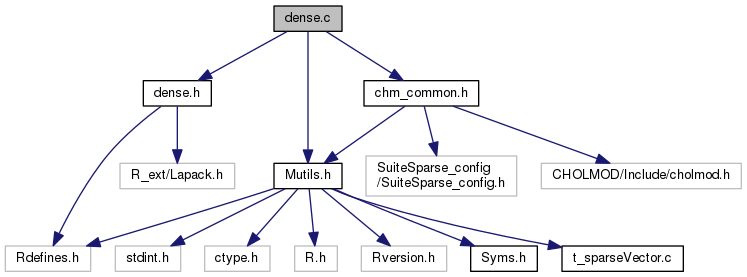 dense.c
dense.h
chm_common.h
R_ext/Lapack.h
Mutils.h
SuiteSparse_config
/SuiteSparse_config.h
CHOLMOD/Include/cholmod.h
Rdefines.h
stdint.h
ctype.h
R.h
Rversion.h
Syms.h
t_sparseVector.c